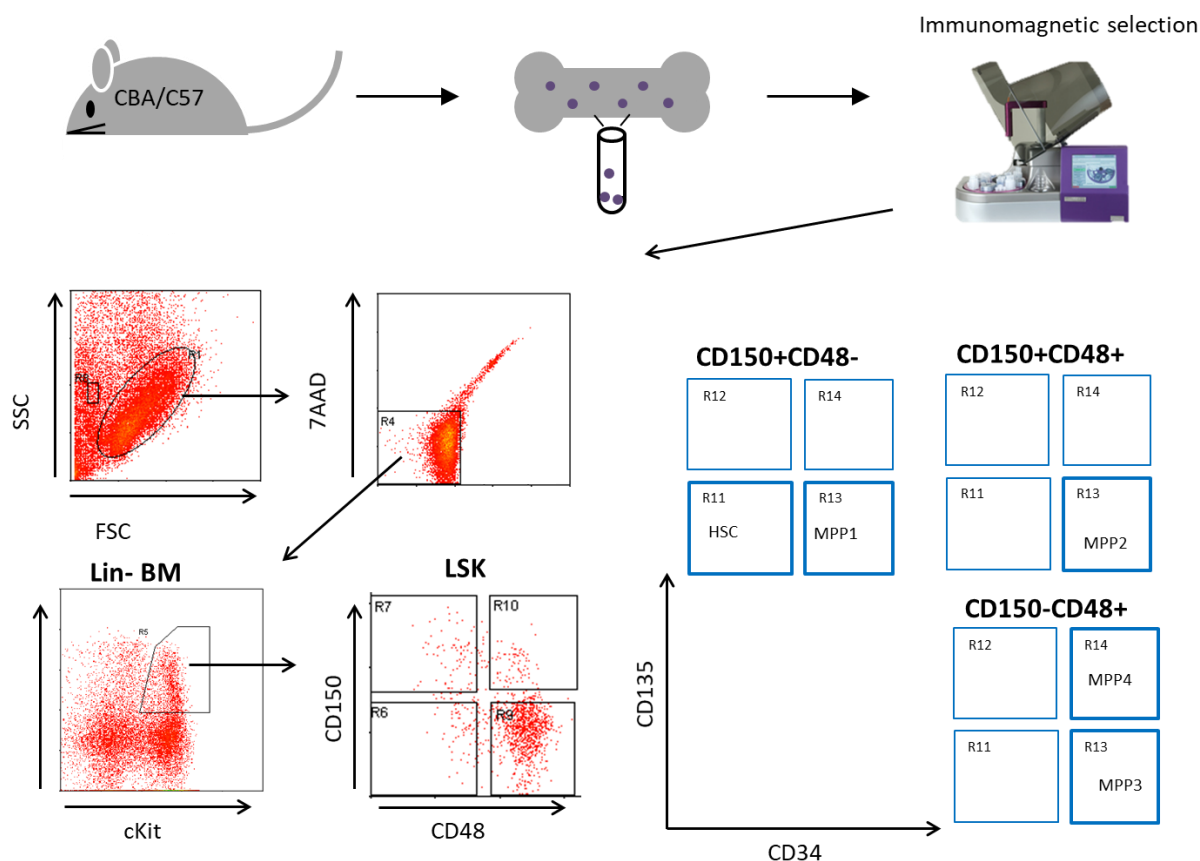 Immunomagnetic selection
CBA/C57
SSC
R1
R8
FSC
7AAD
R4
CD150+CD48-
R12
R14
R11
HSC
R13
MPP1
CD150+CD48+
R12
R14
R11
R13
MPP2
Lin- BM
R5
cKit
LSK
CD150
R7
R10
R6
R9
CD48
CD150-CD48+
R12
R14
MPP4
R11
R13
MPP3
CD135
CD34